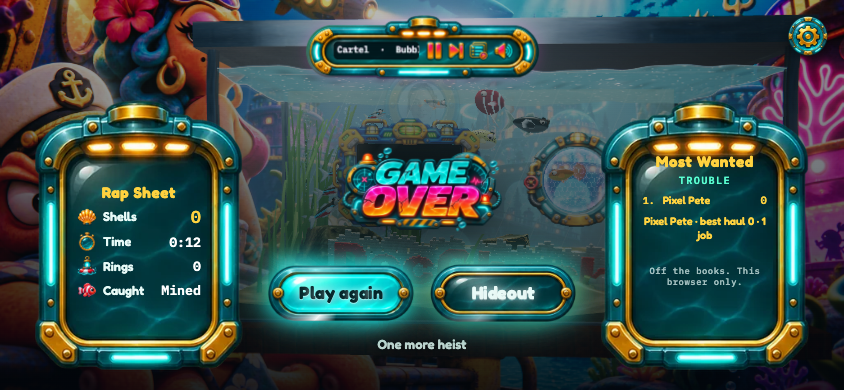 Cartel · Bubbl
GAME
OVER
Rap Sheet
Shells 0
Time 0:12
Rings 0
Caught Mined
Most Wanted
TROUBLE
1. Pixel Pete 0
Pixel Pete · best haul 0 · 1
job
Off the books. This
browser only.
Play again
Hideout
One more heist